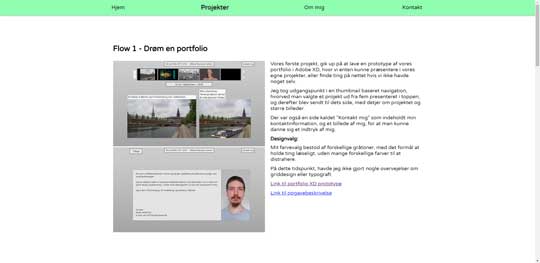 Hjem
Projekter
Om mig
Kontakt
Flow 1 - Drøm en portfolio
Vores første projekt, gik up på at lave en prototype af vores
portfolio i Adobe XD, hvor vi enten kunne præsentere i vores
egne projekter, eller finde ting på nettet hvis vi ikke havde
noget selv.
Jeg tog udgangspunkt i en thumbnail baseret navigation,
hvorved man valgte et projekt ud fra fem presenteret i toppen,
og derefter blev sendt til dets side, med detjer om projektet og
større billeder.
Der var også en side kaldet "Kontakt mig" som indeholdt min
kontaktinformation, og et billede af mig, for at man kunne
danne sig et indtryk af mig.
Designvalg:
Mit farvevalg bestod af forskellige gråtoner, med det formål at
holde ting læseligt, uden mange forskellige farver til at
distrahere.
På dette tidspunkt, havde jeg ikke gjort nogle overvejelser om
griddesign eller typografi.
Link til portfolio XD prototype
Link til opgavebeskrivelse